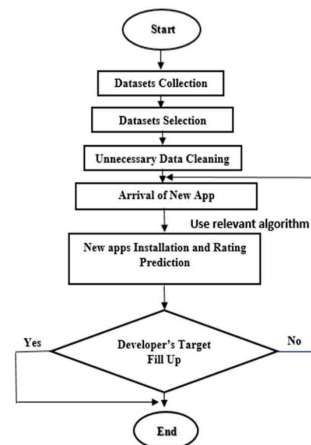 Start
Datasets Collection
Datasets Selection
Unnecessary Data Cleaning
Arrival of New App
Use relevant algorithm
New apps Installation and Rating
Prediction
Yes
Developer's Target
Fill Up
No
End